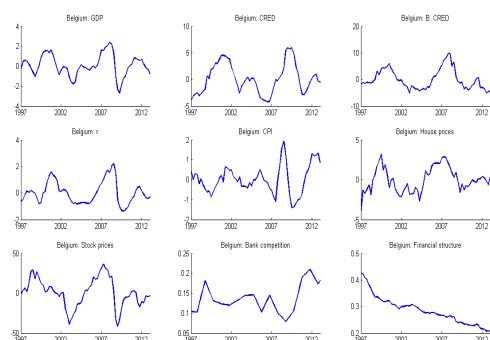 Belgium: GDP
4
2
0
-2
-4
1997 2002 2007 2012
Belgium: CRED
10
5
0
-5
1997 2002 2007 2012
Belgium: B. CRED
20
10
0
-10
1997 2002 2007 2012
Belgium: r
4
2
0
-2
1997 2002 2007 2012
Belgium: CPI
2
1
0
-1
-2
1997 2002 2007 2012
Belgium: House prices
5
0
-5
1997 2002 2007 2012
Belgium: Stock prices
50
0
-50
1997 2002 2007 2012
Belgium: Bank competition
0.25
0.2
0.15
0.1
0.05
1997 2002 2007 2012
Belgium: Financial structure
0.5
0.4
0.3
0.2
1997 2002 2007 2012